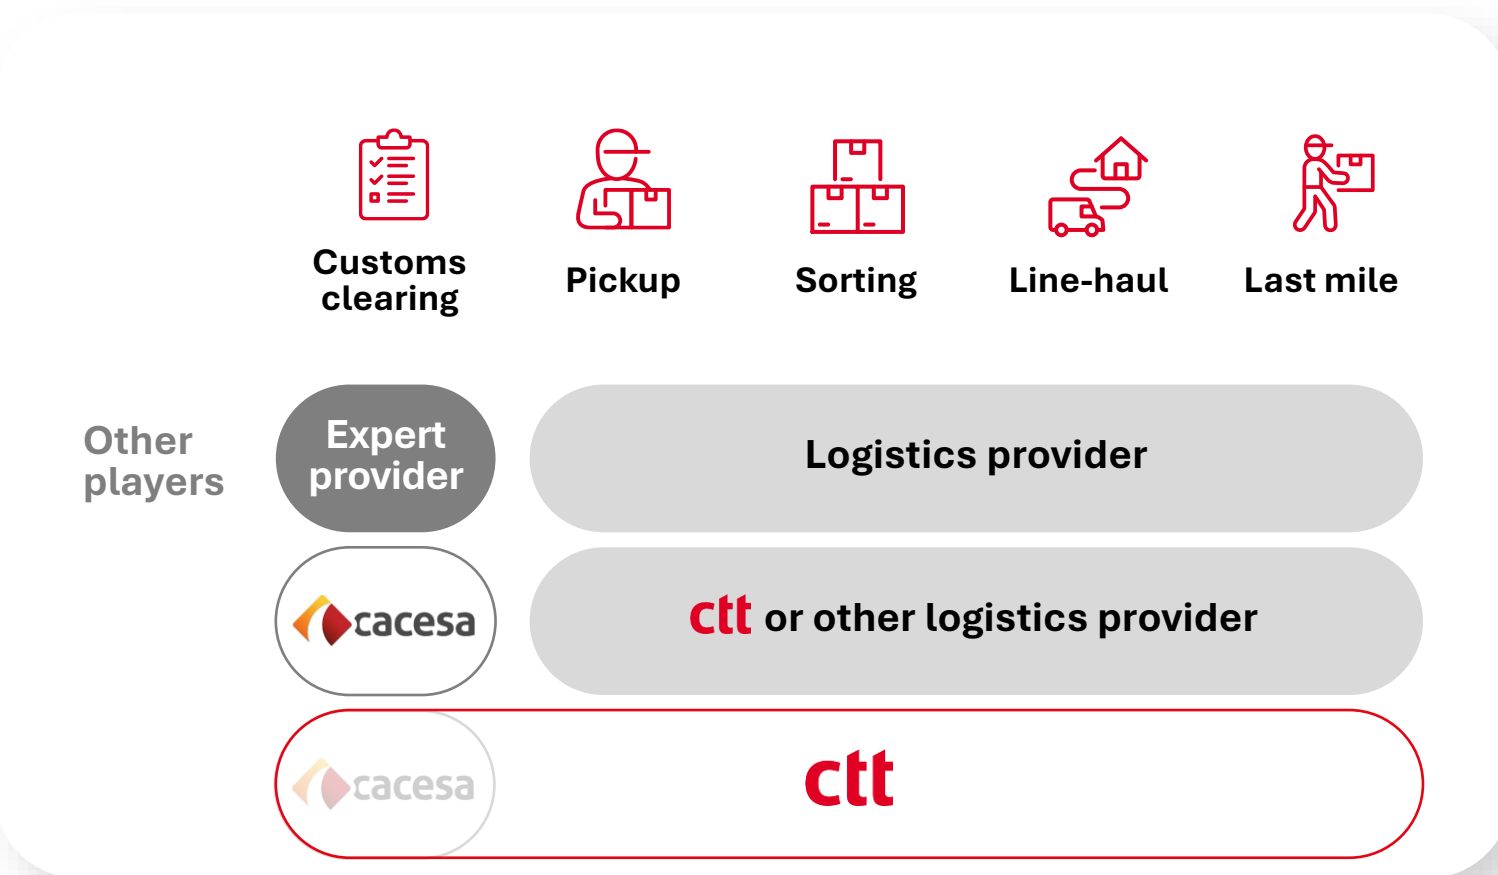 Customs
clearing
Pickup
Sorting
Line-haul
Last mile
Other
players
Expert
provider
Logistics provider
cacesa
ctt or other logistics provider
cacesa
ctt